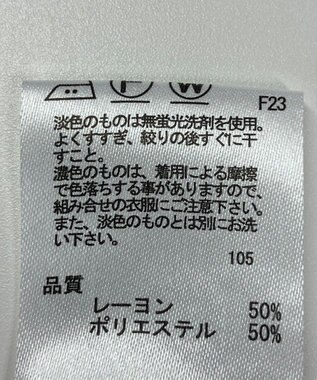 F W
F23
淡色のものは無蛍光洗剤を使用。
よくすすぎ、絞りの後すぐに干
すこと。
濃色のものは、着用による摩擦
で色落ちする事がありますので、
組み合せの衣服にご注意下さい。
また、淡色のものとは別にお洗
い下さい。
105
品質
レーヨン 50%
ポリエステル 50%